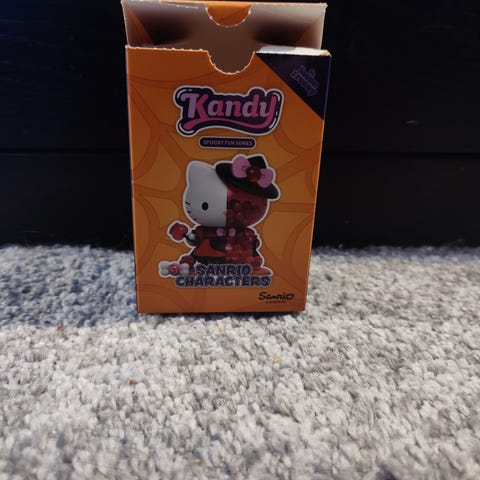 Kandy
SPOOKY FUN SERIES
SANRIO
CHARACTERS
Sanrio